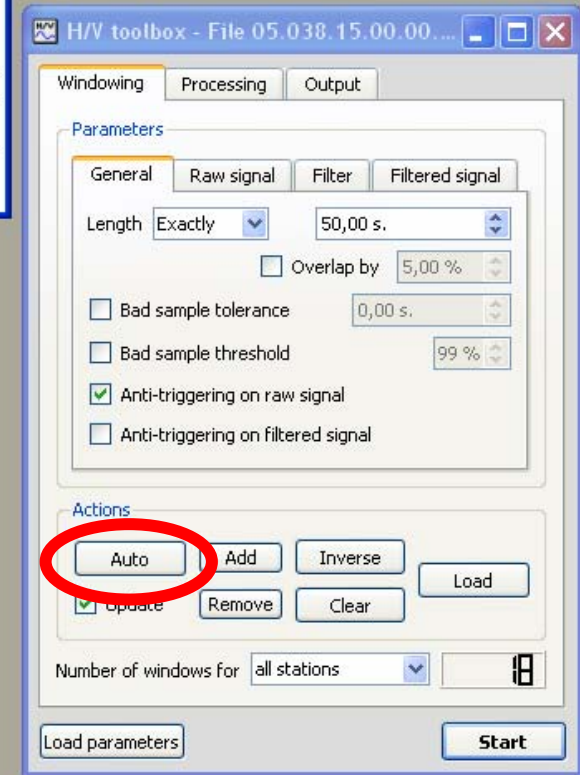 H/V toolbox - File 05.038.15.00.00....
Windowing Processing Output
Parameters
General Raw signal Filter Filtered signal
Length Exactly 50,00 s.
Overlap by 5,00 %
Bad sample tolerance 0,00 s.
Bad sample threshold 99 %
Anti-triggering on raw signal
Anti-triggering on filtered signal
Actions
Auto Add Inverse
Load
Update Remove Clear
Number of windows for all stations 18
Load parameters Start